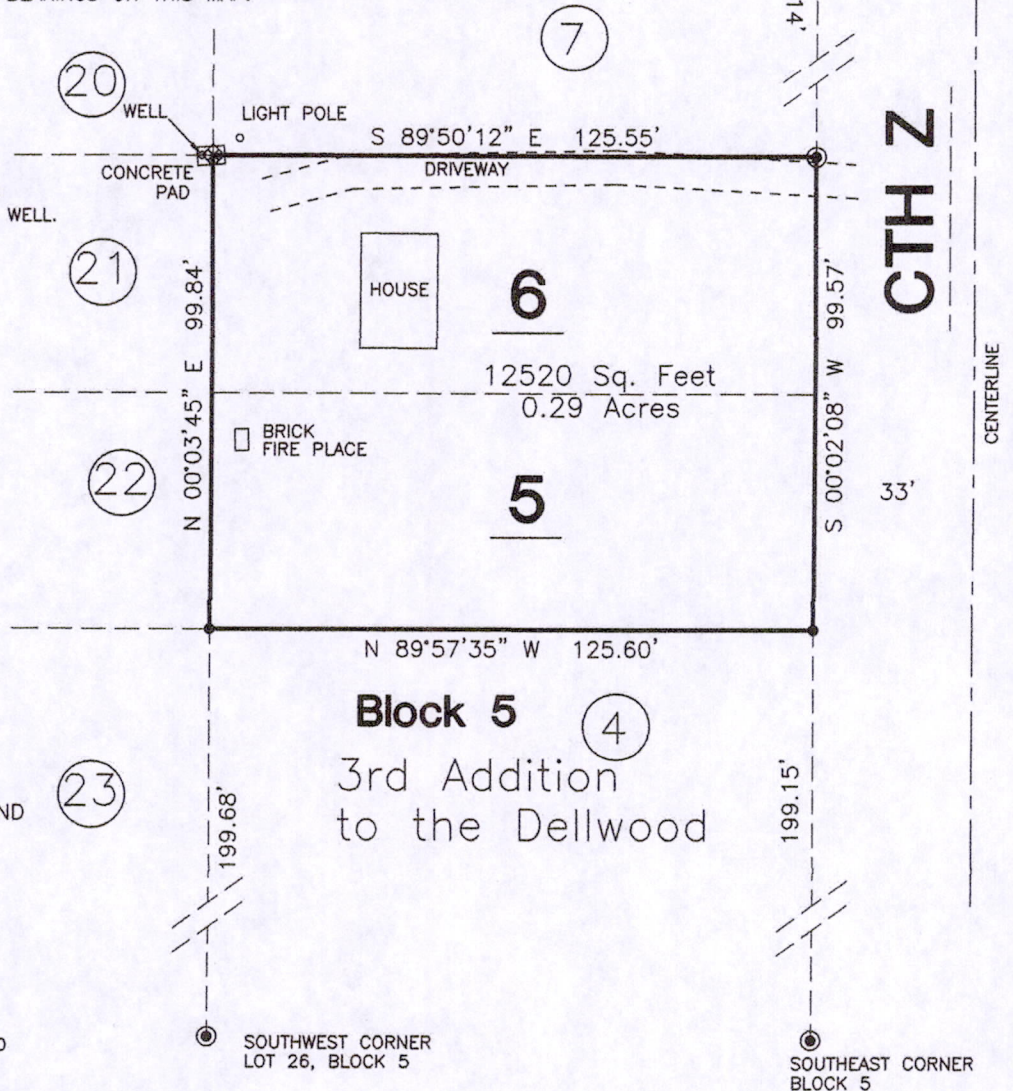 7
14'
20
WELL
LIGHT POLE
S 89°50'12" E 125.55'
CONCRETE
PAD
DRIVEWAY
WELL.
CTH Z
21
N 00°03'45" E 99.84'
HOUSE
6
S 00°02'08" W 99.57'
12520 Sq. Feet
0.29 Acres
CENTERLINE
BRICK
FIRE PLACE
22
5
33'
N 89°57'35" W 125.60'
Block 5
4
3rd Addition
to the Dellwood
23
ND
199.68'
199.15'
SOUTHWEST CORNER
LOT 26, BLOCK 5
SOUTHEAST CORNER
BLOCK 5